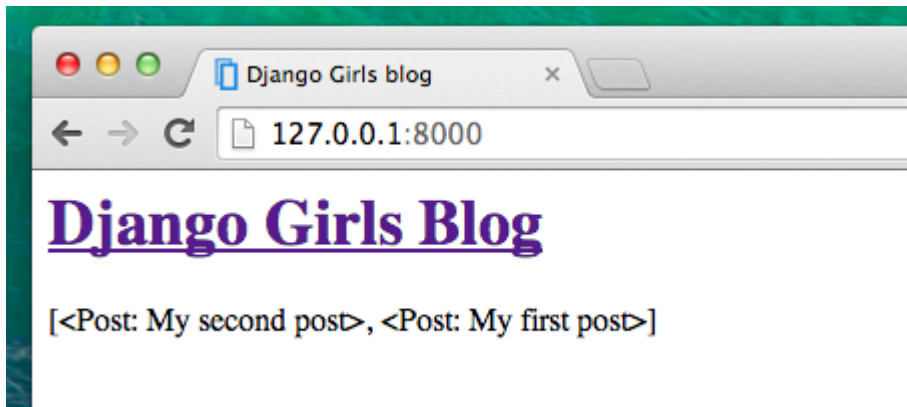 Django Girls blog
127.0.0.1:8000
Django Girls Blog
[<Post: My second post>, <Post: My first post>]